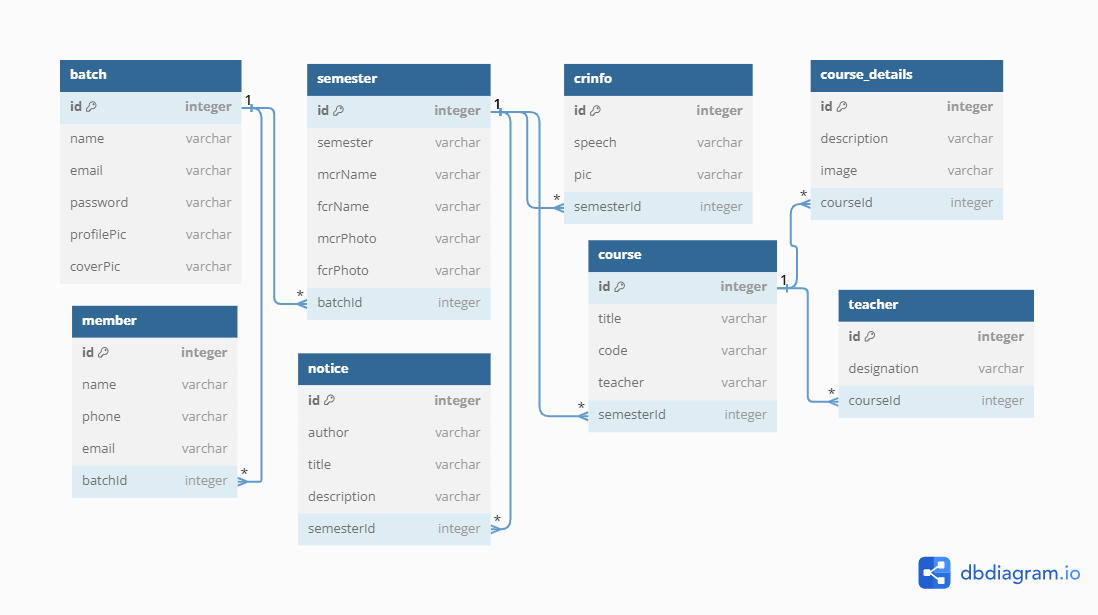 batch
id integer
name varchar
email varchar
password varchar
profilePic varchar
coverPic varchar
1
semester
id integer
semester varchar
mcrName varchar
fcrName varchar
mcrPhoto varchar
fcrPhoto varchar
* batchId integer
1
crinfo
id integer
speech varchar
pic varchar
* semesterId integer
course_details
id integer
description varchar
image varchar
* courseId integer
member
id integer
name varchar
phone varchar
email varchar
batchId integer *
notice
id integer
author varchar
title varchar
description varchar
semesterId integer *
course
id integer
title varchar
code varchar
teacher varchar
* semesterId integer
1
teacher
id integer
designation varchar
* courseId integer
dbdiagram.io